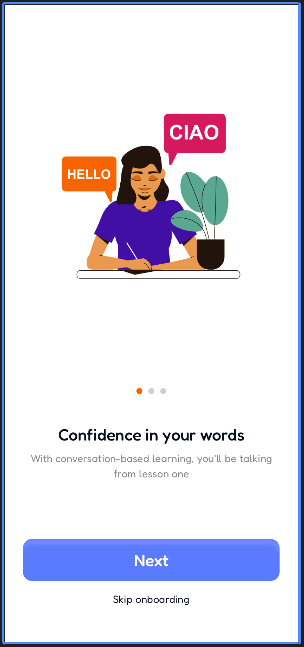 CIAO
HELLO
Confidence in your words
With conversation-based learning, you'll be talking
from lesson one
Next
Skip onboarding